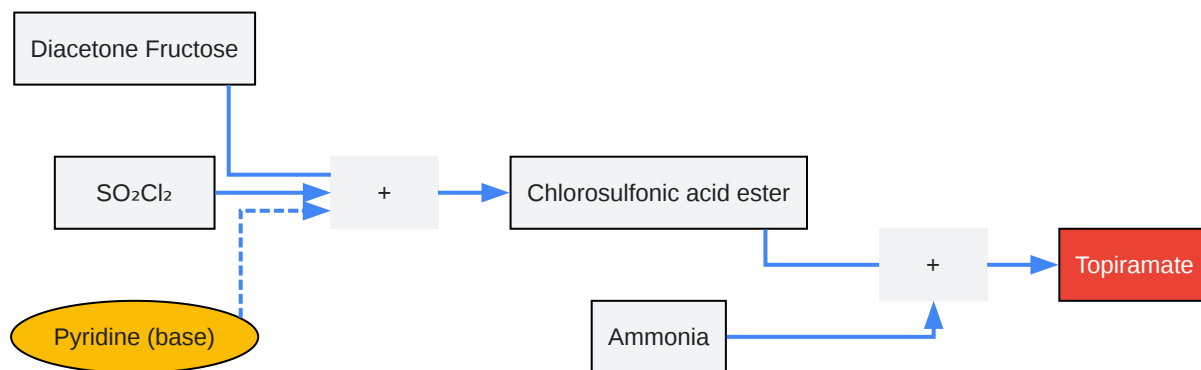 Diacetone Fructose
SO₂Cl₂
+
Chlorosulfonic acid ester
+
Topiramate
Pyridine (base)
Ammonia